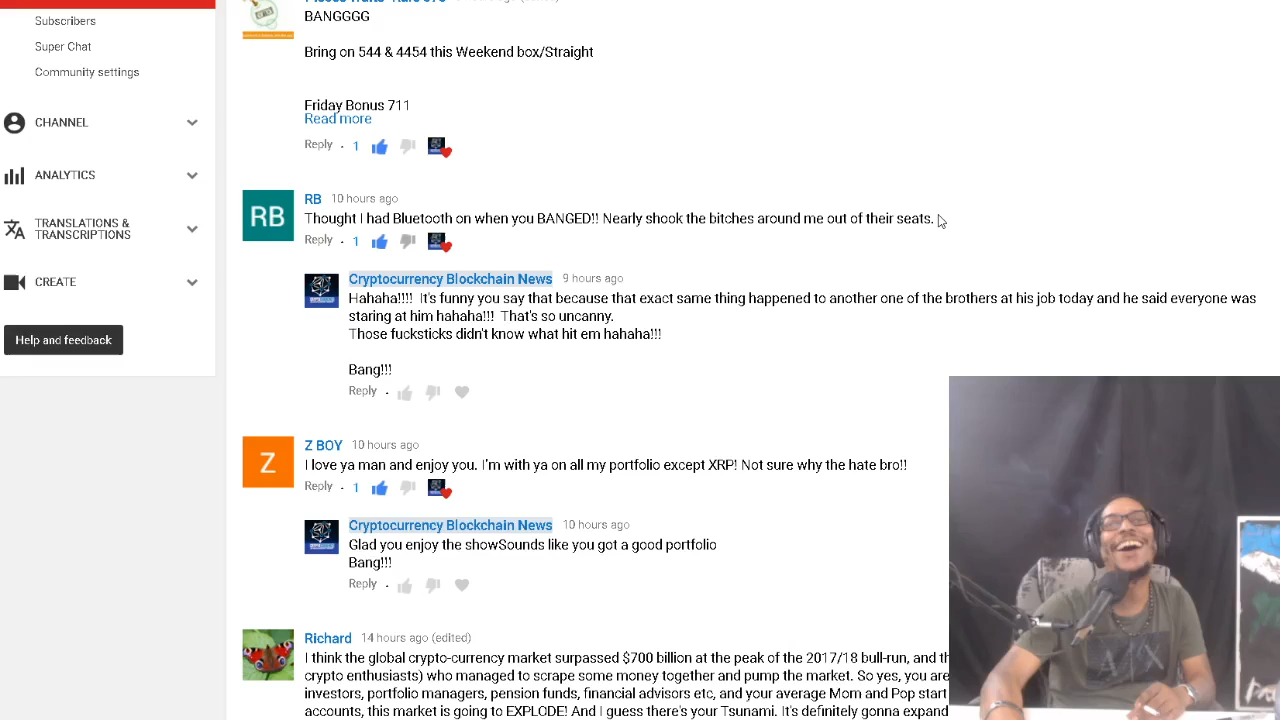 Subscribers
Super Chat
Community settings
CHANNEL
ANALYTICS
TRANSLATIONS &
TRANSCRIPTIONS
CREATE
Help and feedback
BANGGGG
Bring on 544 & 4454 this Weekend box/Straight
Friday Bonus 711
Read more
Reply · 1
RB
RB 10 hours ago
Thought I had Bluetooth on when you BANGED!! Nearly shook the bitches around me out of their seats.
Reply · 1
Cryptocurrency Blockchain News 9 hours ago
Hahaha!!!! It's funny you say that because that exact same thing happened to another one of the brothers at his job today and he said everyone was
staring at him hahaha!!! That's so uncanny.
Those fucksticks didn't know what hit em hahaha!!!
Bang!!!
Reply ·
Z
Z BOY 10 hours ago
I love ya man and enjoy you. I'm with ya on all my portfolio except XRP! Not sure why the hate bro!!
Reply · 1
Cryptocurrency Blockchain News 10 hours ago
Glad you enjoy the showSounds like you got a good portfolio
Bang!!!
Reply ·
Richard 14 hours ago (edited)
I think the global crypto-currency market surpassed $700 billion at the peak of the 2017/18 bull-run, and th
crypto enthusiasts) who managed to scrape some money together and pump the market. So yes, you are
investors, portfolio managers, pension funds, financial advisors etc, and your average Mom and Pop start
accounts, this market is going to EXPLODE! And I guess there's your Tsunami. It's definitely gonna expand